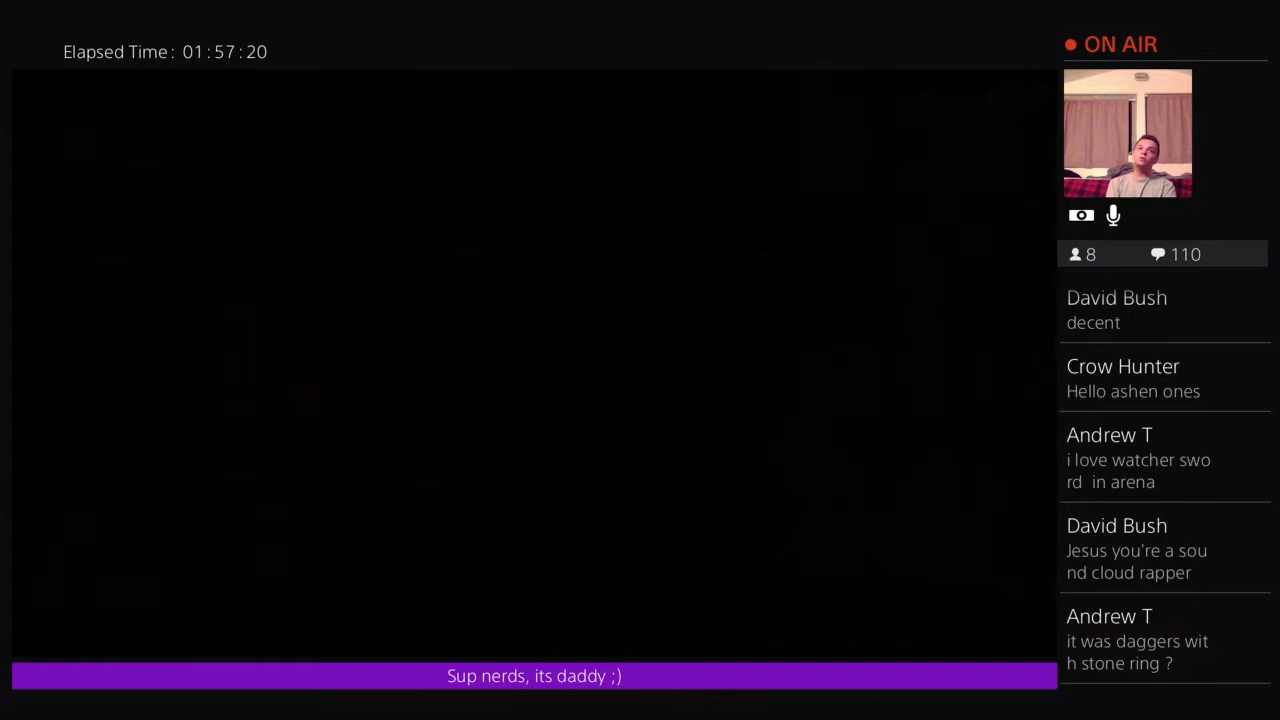 Elapsed Time: 01:57:20
ON AIR
8 110
David Bush
decent
Crow Hunter
Hello ashen ones
Andrew T
i love watcher swo
rd  in arena
David Bush
Jesus you're a sou
nd cloud rapper
Andrew T
it was daggers wit
h stone ring ?
Sup nerds, its daddy ;)